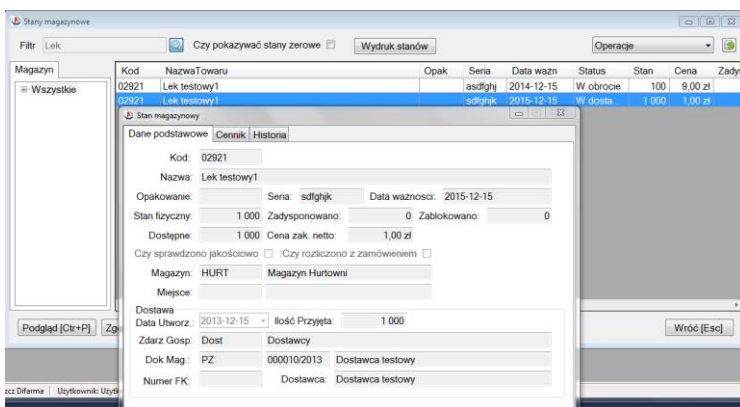 Stany magazynowe
Filtr Lek Czy pokazywać stany zerowe Wydruk stanów Operacje
Magazyn Kod NazwaTowaru Opak Seria Data ważn Status Stan Cena Zady
Wszystkie 02921 Lek testowy1 asdfghj 2014-12-15 W obrocie 100 9,00 zł
02921 Lek testowy1 sdfghjk 2015-12-15 W dosta... 1 000 1,00 zł
Stan magazynowy
Dane podstawowe Cennik Historia
Kod: 02921
Nazwa: Lek testowy1
Opakowanie: Seria: sdfghjk Data ważnosci: 2015-12-15
Stan fizyczny: 1 000 Zadysponowano: 0 Zablokowano: 0
Dostępne: 1 000 Cena zak. netto: 1,00 zł
Czy sprawdzono jakościowo Czy rozliczono z zamówieniem
Magazyn: HURT Magazyn Hurtowni
Miejsce:
Dostawa
Data Utworz.: 2013-12-15 Ilość Przyjęta: 1 000
Podgląd [Ctr+P] Zg Wróć [Esc]
Zdarz Gosp: Dost Dostawcy
Dok Mag.: PZ 000010/2013 Dostawca testowy
Numer FK: Dostawca: Dostawca testowy
zcz Difarma Użytkownik: Użytk